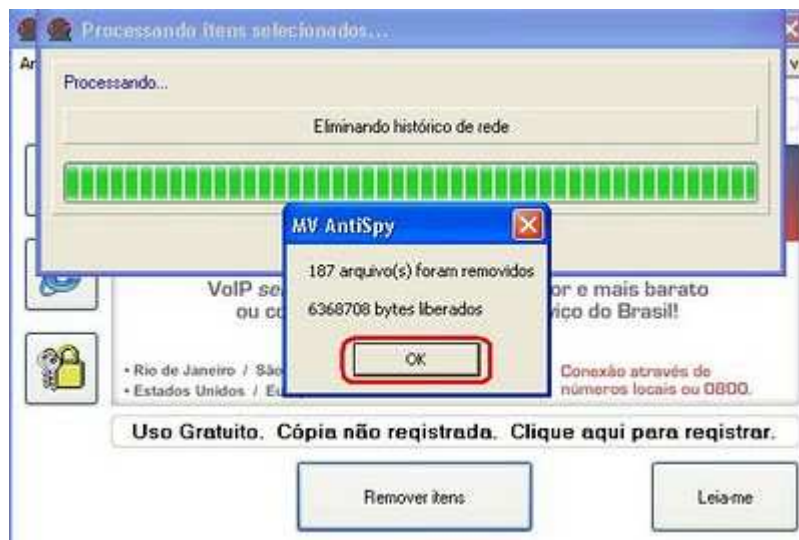 Processando itens selecionados...
Ar
v
Processando...
Eliminando histórico de rede
MV AntiSpy
187 arquivo(s) foram removidos
6368708 bytes liberados
OK
VoIP se
or e mais barato
ou co
viço do Brasil!
• Rio de Janeiro / São
• Estados Unidos / Eu
Conexão através de
números locais ou 0800.
Uso Gratuito. Cópia não registrada. Clique aqui para registrar.
Remover itens
Leia-me